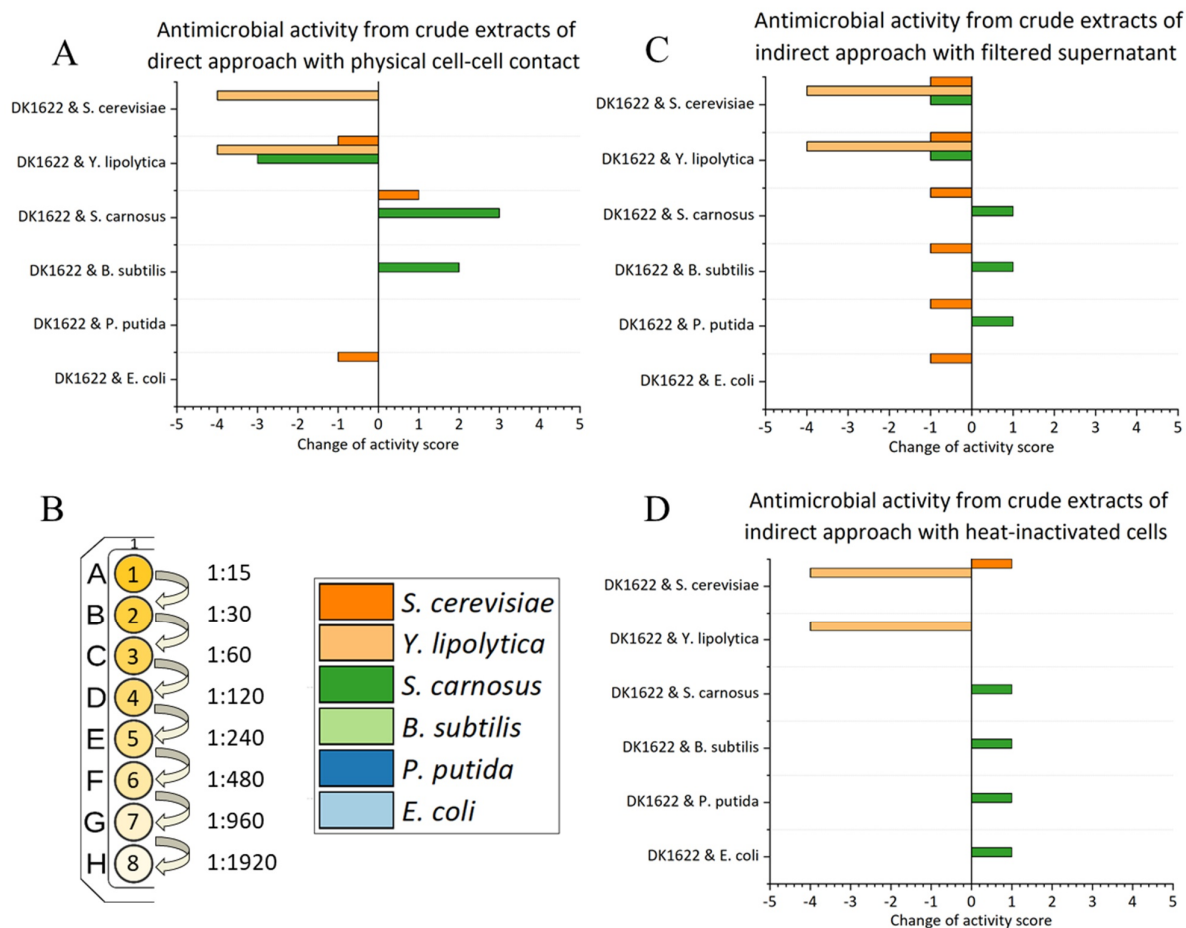 A
Antimicrobial activity from crude extracts of
direct approach with physical cell-cell contact
DK1622 & S. cerevisiae
DK1622 & Y. lipolytica
DK1622 & S. carnosus
DK1622 & B. subtilis
DK1622 & P. putida
DK1622 & E. coli
-5 -4 -3 -2 -1 0 1 2 3 4 5
Change of activity score
C
Antimicrobial activity from crude extracts of
indirect approach with filtered supernatant
DK1622 & S. cerevisiae
DK1622 & Y. lipolytica
DK1622 & S. carnosus
DK1622 & B. subtilis
DK1622 & P. putida
DK1622 & E. coli
-5 -4 -3 -2 -1 0 1 2 3 4 5
Change of activity score
B
1
A 1 1:15
B 2 1:30
C 3 1:60
D 4 1:120
E 5 1:240
F 6 1:480
G 7 1:960
H 8 1:1920
S. cerevisiae
Y. lipolytica
S. carnosus
B. subtilis
P. putida
E. coli
D
Antimicrobial activity from crude extracts of
indirect approach with heat-inactivated cells
DK1622 & S. cerevisiae
DK1622 & Y. lipolytica
DK1622 & S. carnosus
DK1622 & B. subtilis
DK1622 & P. putida
DK1622 & E. coli
-5 -4 -3 -2 -1 0 1 2 3 4 5
Change of activity score